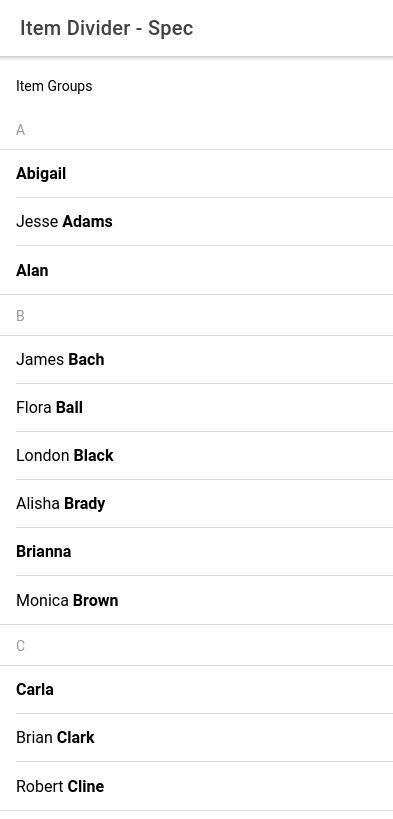 Item Divider - Spec
Item Groups
A
Abigail
Jesse Adams
Alan
B
James Bach
Flora Ball
London Black
Alisha Brady
Brianna
Monica Brown
C
Carla
Brian Clark
Robert Cline